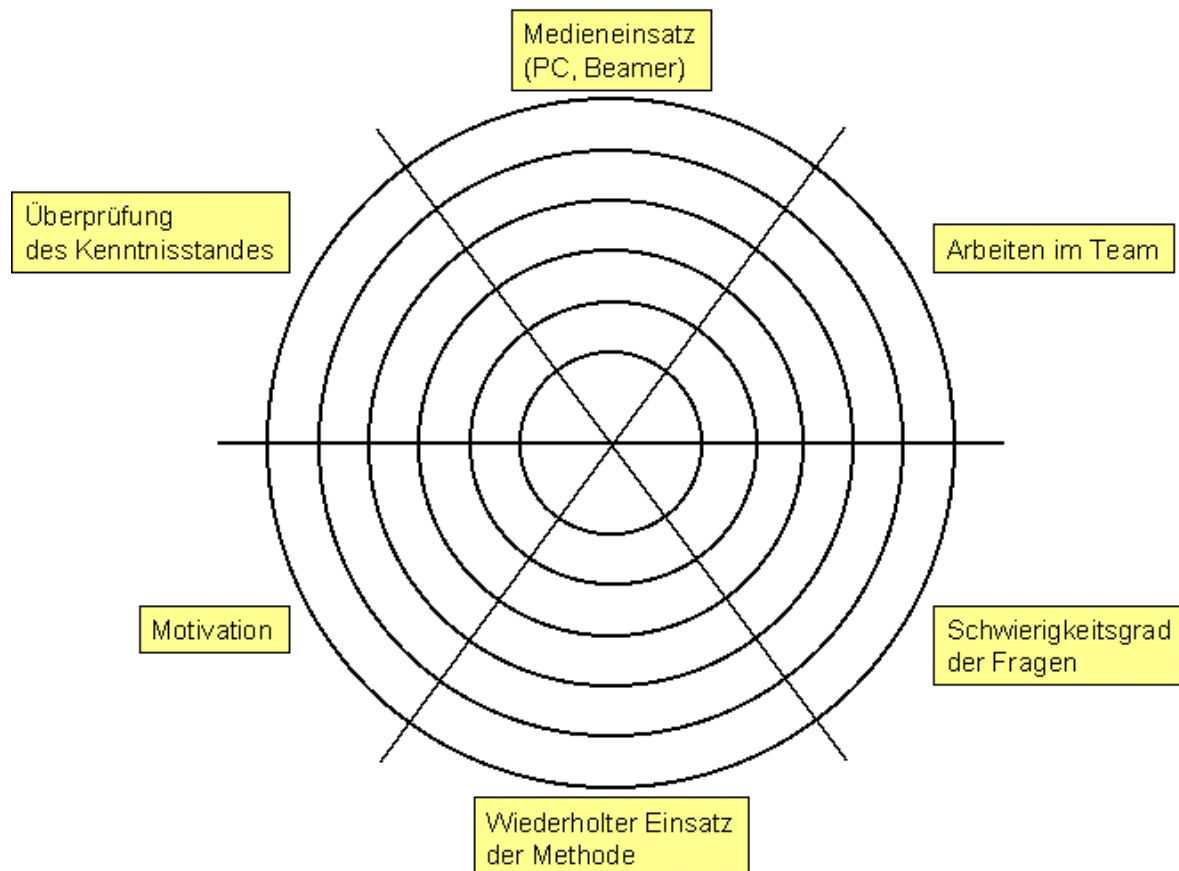 Medieneinsatz
(PC, Beamer)
Überprüfung
des Kenntnisstandes
Arbeiten im Team
Motivation
Schwierigkeitsgrad
der Fragen
Wiederholter Einsatz
der Methode